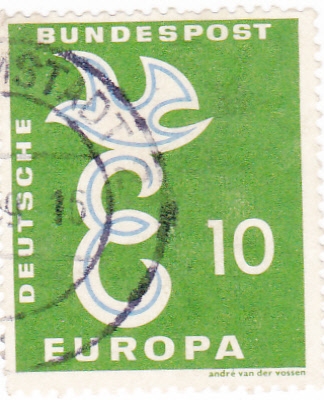 BUNDESPOST
DEUTSCHE
10
EUROPA
andré van der vossen